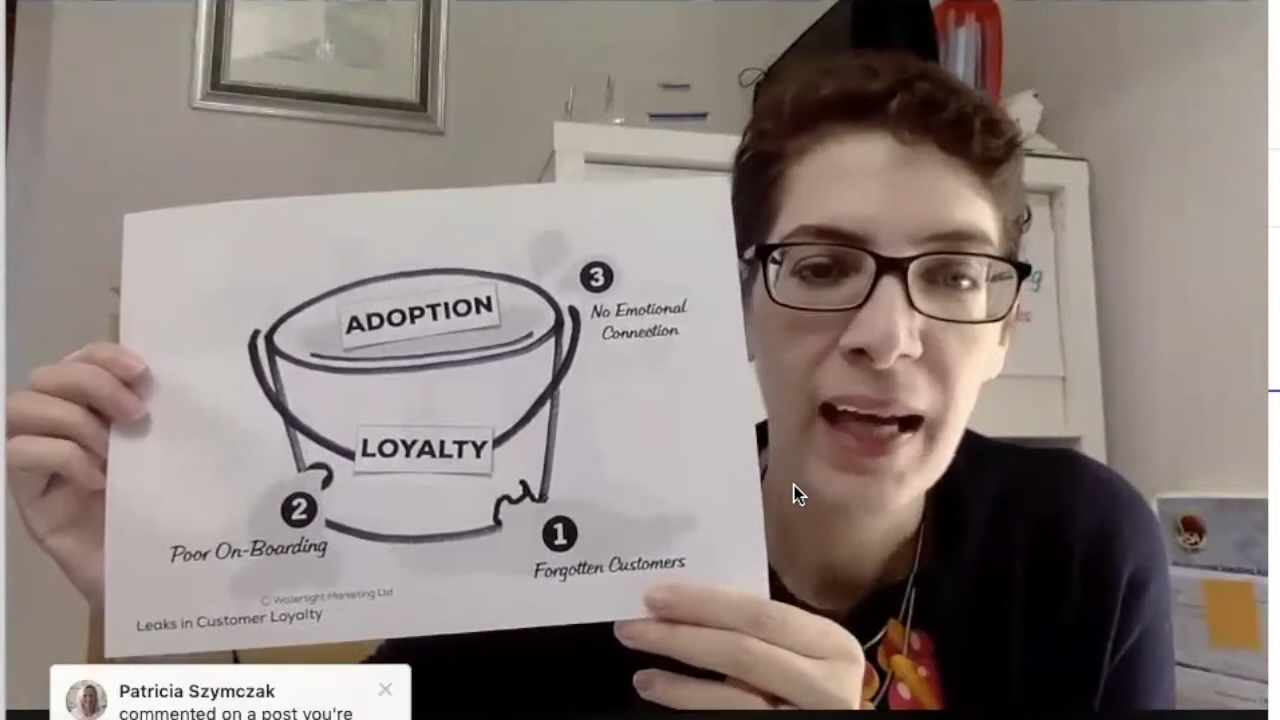 ADOPTION
3
No Emotional
Connection
LOYALTY
2
Poor On-Boarding
1
Forgotten Customers
© Watertight Marketing Ltd
Leaks in Customer Loyalty
Patricia Szymczak
commented on a post you're